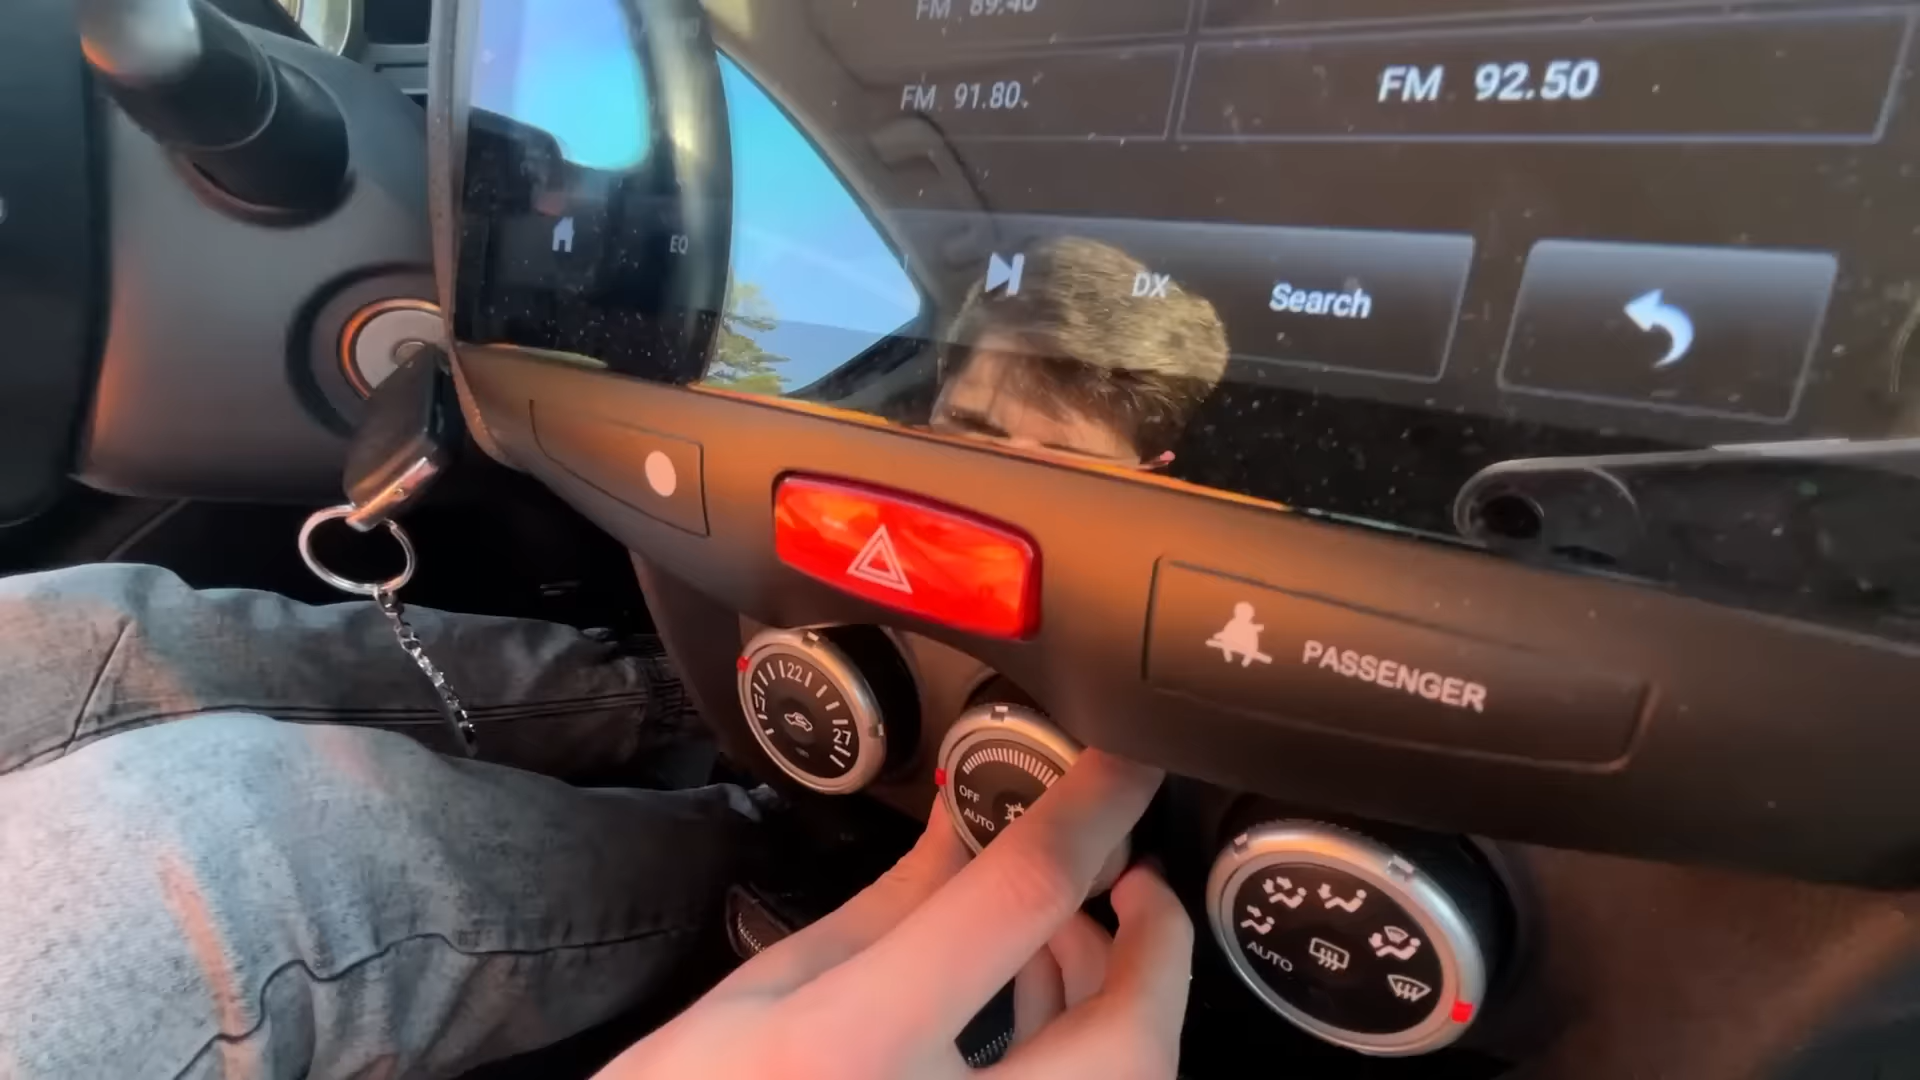 FM 89.40
FM 91.80
FM 92.50
EQ
DX
Search
PASSENGER
17
22
27
OFF
AUTO
AUTO